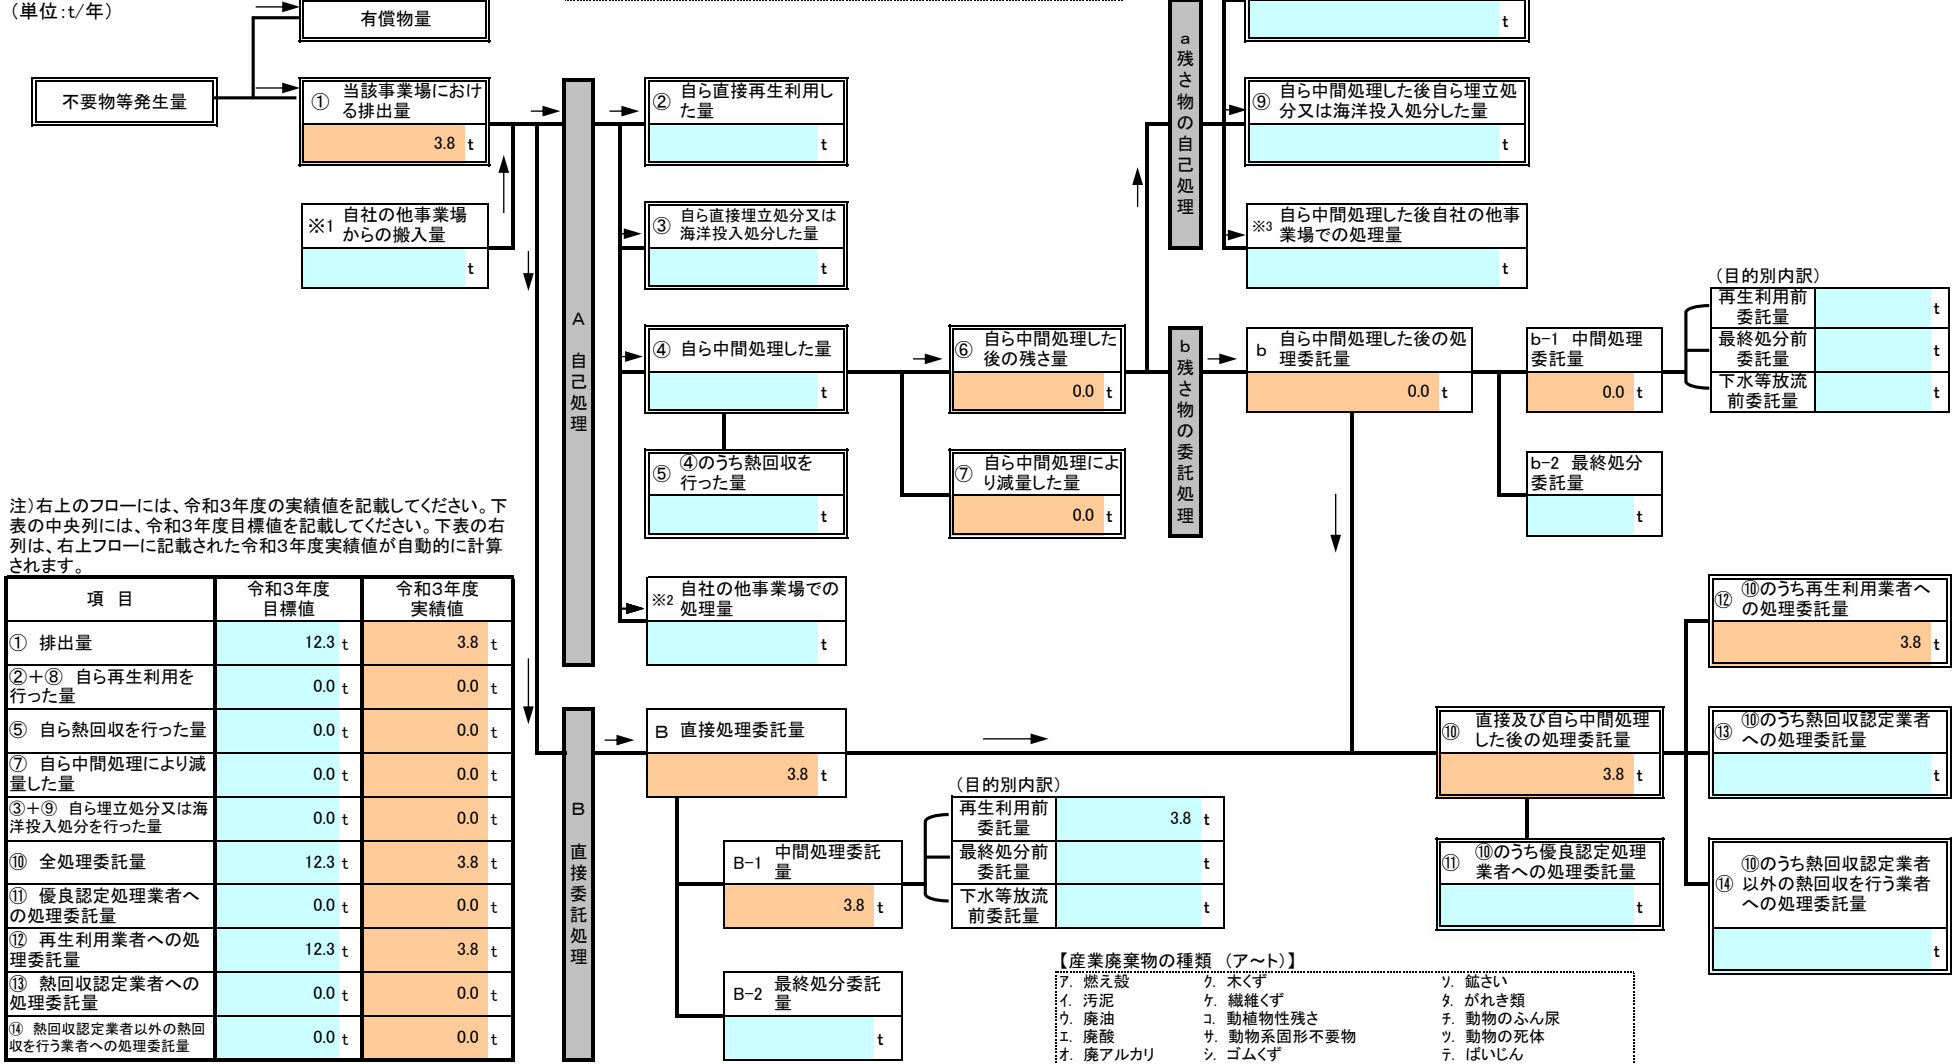 (単位:t/年)
有償物量
不要物等発生量
① 当該事業場におけ
る排出量
3.8 t
※1 自社の他事業場
からの搬入量
t
A 自己処理
② 自ら直接再生利用し
た量
t
③ 自ら直接埋立処分又は
海洋投入処分した量
t
④ 自ら中間処理した量
t
⑤ ④のうち熱回収を
行った量
t
※2 自社の他事業場での
処理量
t
⑥ 自ら中間処理した
後の残さ量
0.0 t
⑦ 自ら中間処理によ
り減量した量
0.0 t
a 残さ物の自己処理
t
⑨ 自ら中間処理した後自ら埋立処
分又は海洋投入処分した量
t
※3 自ら中間処理した後自社の他事
業場での処理量
t
b 残さ物の委託処理
b 自ら中間処理した後の処
理委託量
0.0 t
b-1 中間処理
委託量
0.0 t
b-2 最終処分
委託量
t
(目的別内訳)
再生利用前
委託量
t
最終処分前
委託量
t
下水等放流
前委託量
t
注)右上のフローには、令和3年度の実績値を記載してください。下
表の中央列には、令和3年度目標値を記載してください。下表の右
列は、右上フローに記載された令和3年度実績値が自動的に計算
されます。
項 目 令和3年度
目標値 令和3年度
実績値
① 排出量 12.3 t 3.8 t
②+⑧ 自ら再生利用を
行った量 0.0 t 0.0 t
⑤ 自ら熱回収を行った量 0.0 t 0.0 t
⑦ 自ら中間処理により減
量した量 0.0 t 0.0 t
③+⑨ 自ら埋立処分又は海
洋投入処分を行った量 0.0 t 0.0 t
⑩ 全処理委託量 12.3 t 3.8 t
⑪ 優良認定処理業者へ
の処理委託量 0.0 t 0.0 t
⑫ 再生利用業者への処
理委託量 12.3 t 3.8 t
⑬ 熱回収認定業者への
処理委託量 0.0 t 0.0 t
⑭ 熱回収認定業者以外の熱回
収を行う業者への処理委託量 0.0 t 0.0 t
B 直接委託処理
B 直接処理委託量
3.8 t
B-1 中間処理委託
量
3.8 t
B-2 最終処分委託
量
t
(目的別内訳)
再生利用前
委託量
3.8 t
最終処分前
委託量
t
下水等放流
前委託量
t
⑩ 直接及び自ら中間処理
した後の処理委託量
3.8 t
⑪ ⑩のうち優良認定処理
業者への処理委託量
t
⑫ ⑩のうち再生利用業者へ
の処理委託量
3.8 t
⑬ ⑩のうち熱回収認定業者
への処理委託量
t
⑭ ⑩のうち熱回収認定業者
以外の熱回収を行う業者
への処理委託量
t
【産業廃棄物の種類 (ア~ト)】
ア. 燃え殻 ク. 木くず ソ. 鉱さい
イ. 汚泥 ケ. 繊維くず タ. がれき類
ウ. 廃油 コ. 動植物性残さ チ. 動物のふん尿
エ. 廃酸 サ. 動物系固形不要物 ツ. 動物の死体
オ. 廃アルカリ シ. ゴムくず テ. ばいじん